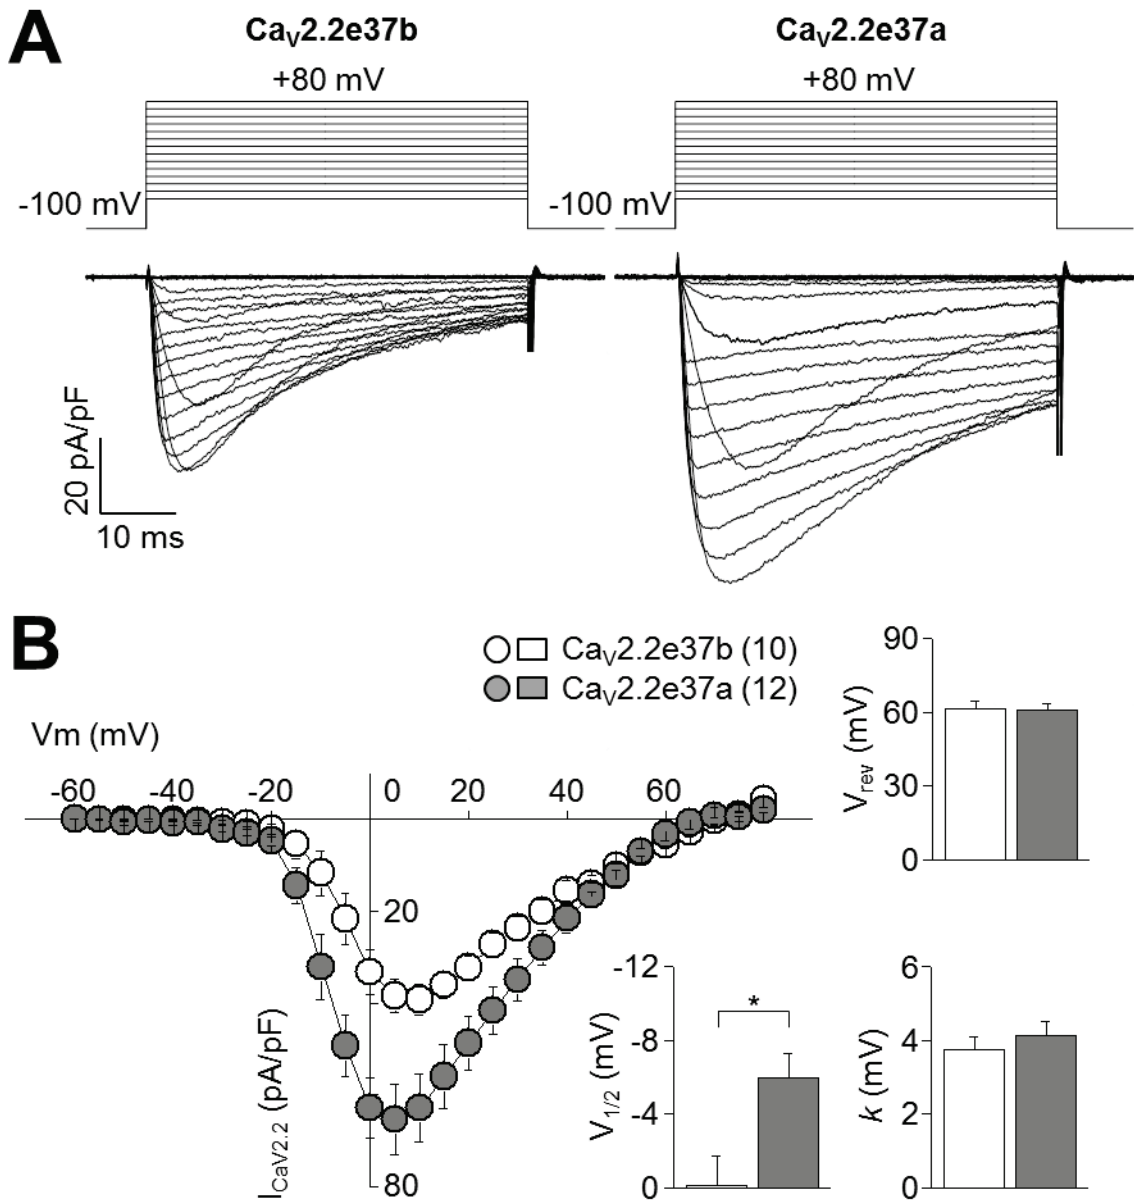 A
CaV2.2e37b
CaV2.2e37a
+80 mV
+80 mV
-100 mV
-100 mV
20 pA/pF
10 ms
B
CaV2.2e37b (10)
CaV2.2e37a (12)
Vm (mV)
-60 -40 -20 0 20 40 60
20
80
ICaV2.2 (pA/pF)
90
60
30
0
Vrev (mV)
-12
-8
-4
0
V1/2 (mV)
*
6
4
2
0
k (mV)